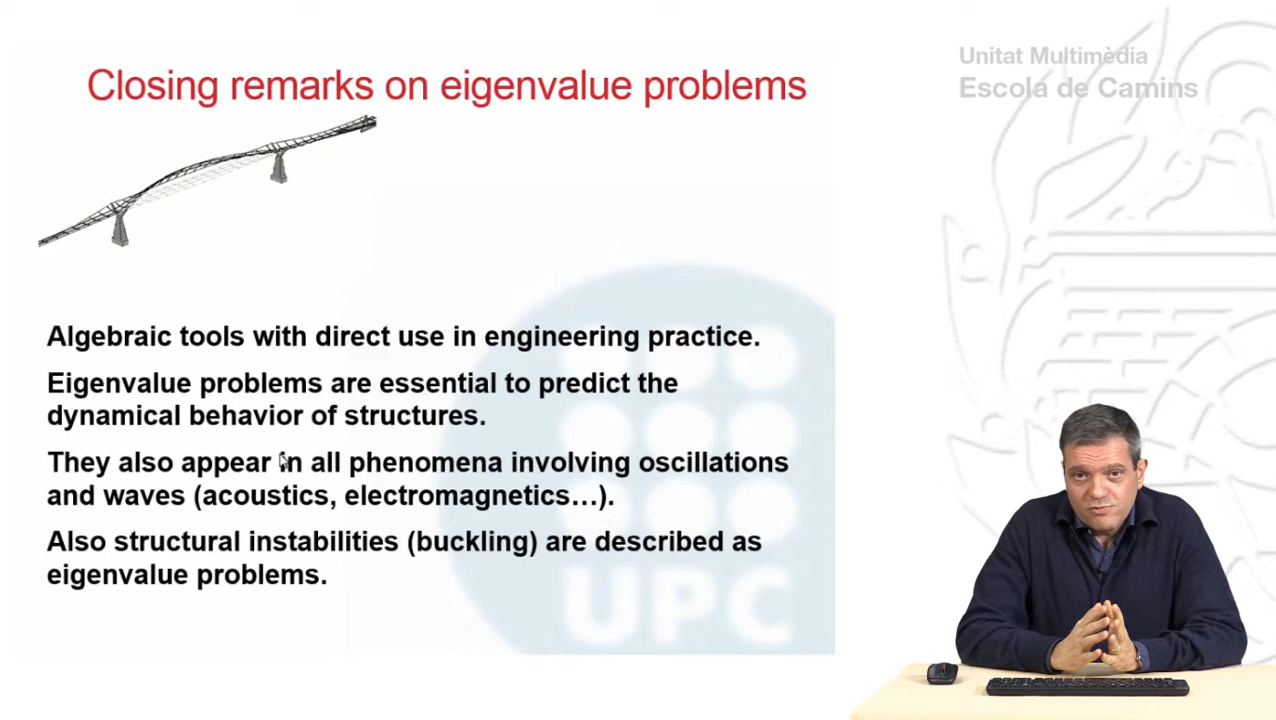 Closing remarks on eigenvalue problems
Unitat Multimèdia
Escola de Camins
Algebraic tools with direct use in engineering practice.
Eigenvalue problems are essential to predict the
dynamical behavior of structures.
They also appear in all phenomena involving oscillations
and waves (acoustics, electromagnetics…).
Also structural instabilities (buckling) are described as
eigenvalue problems.
UPC